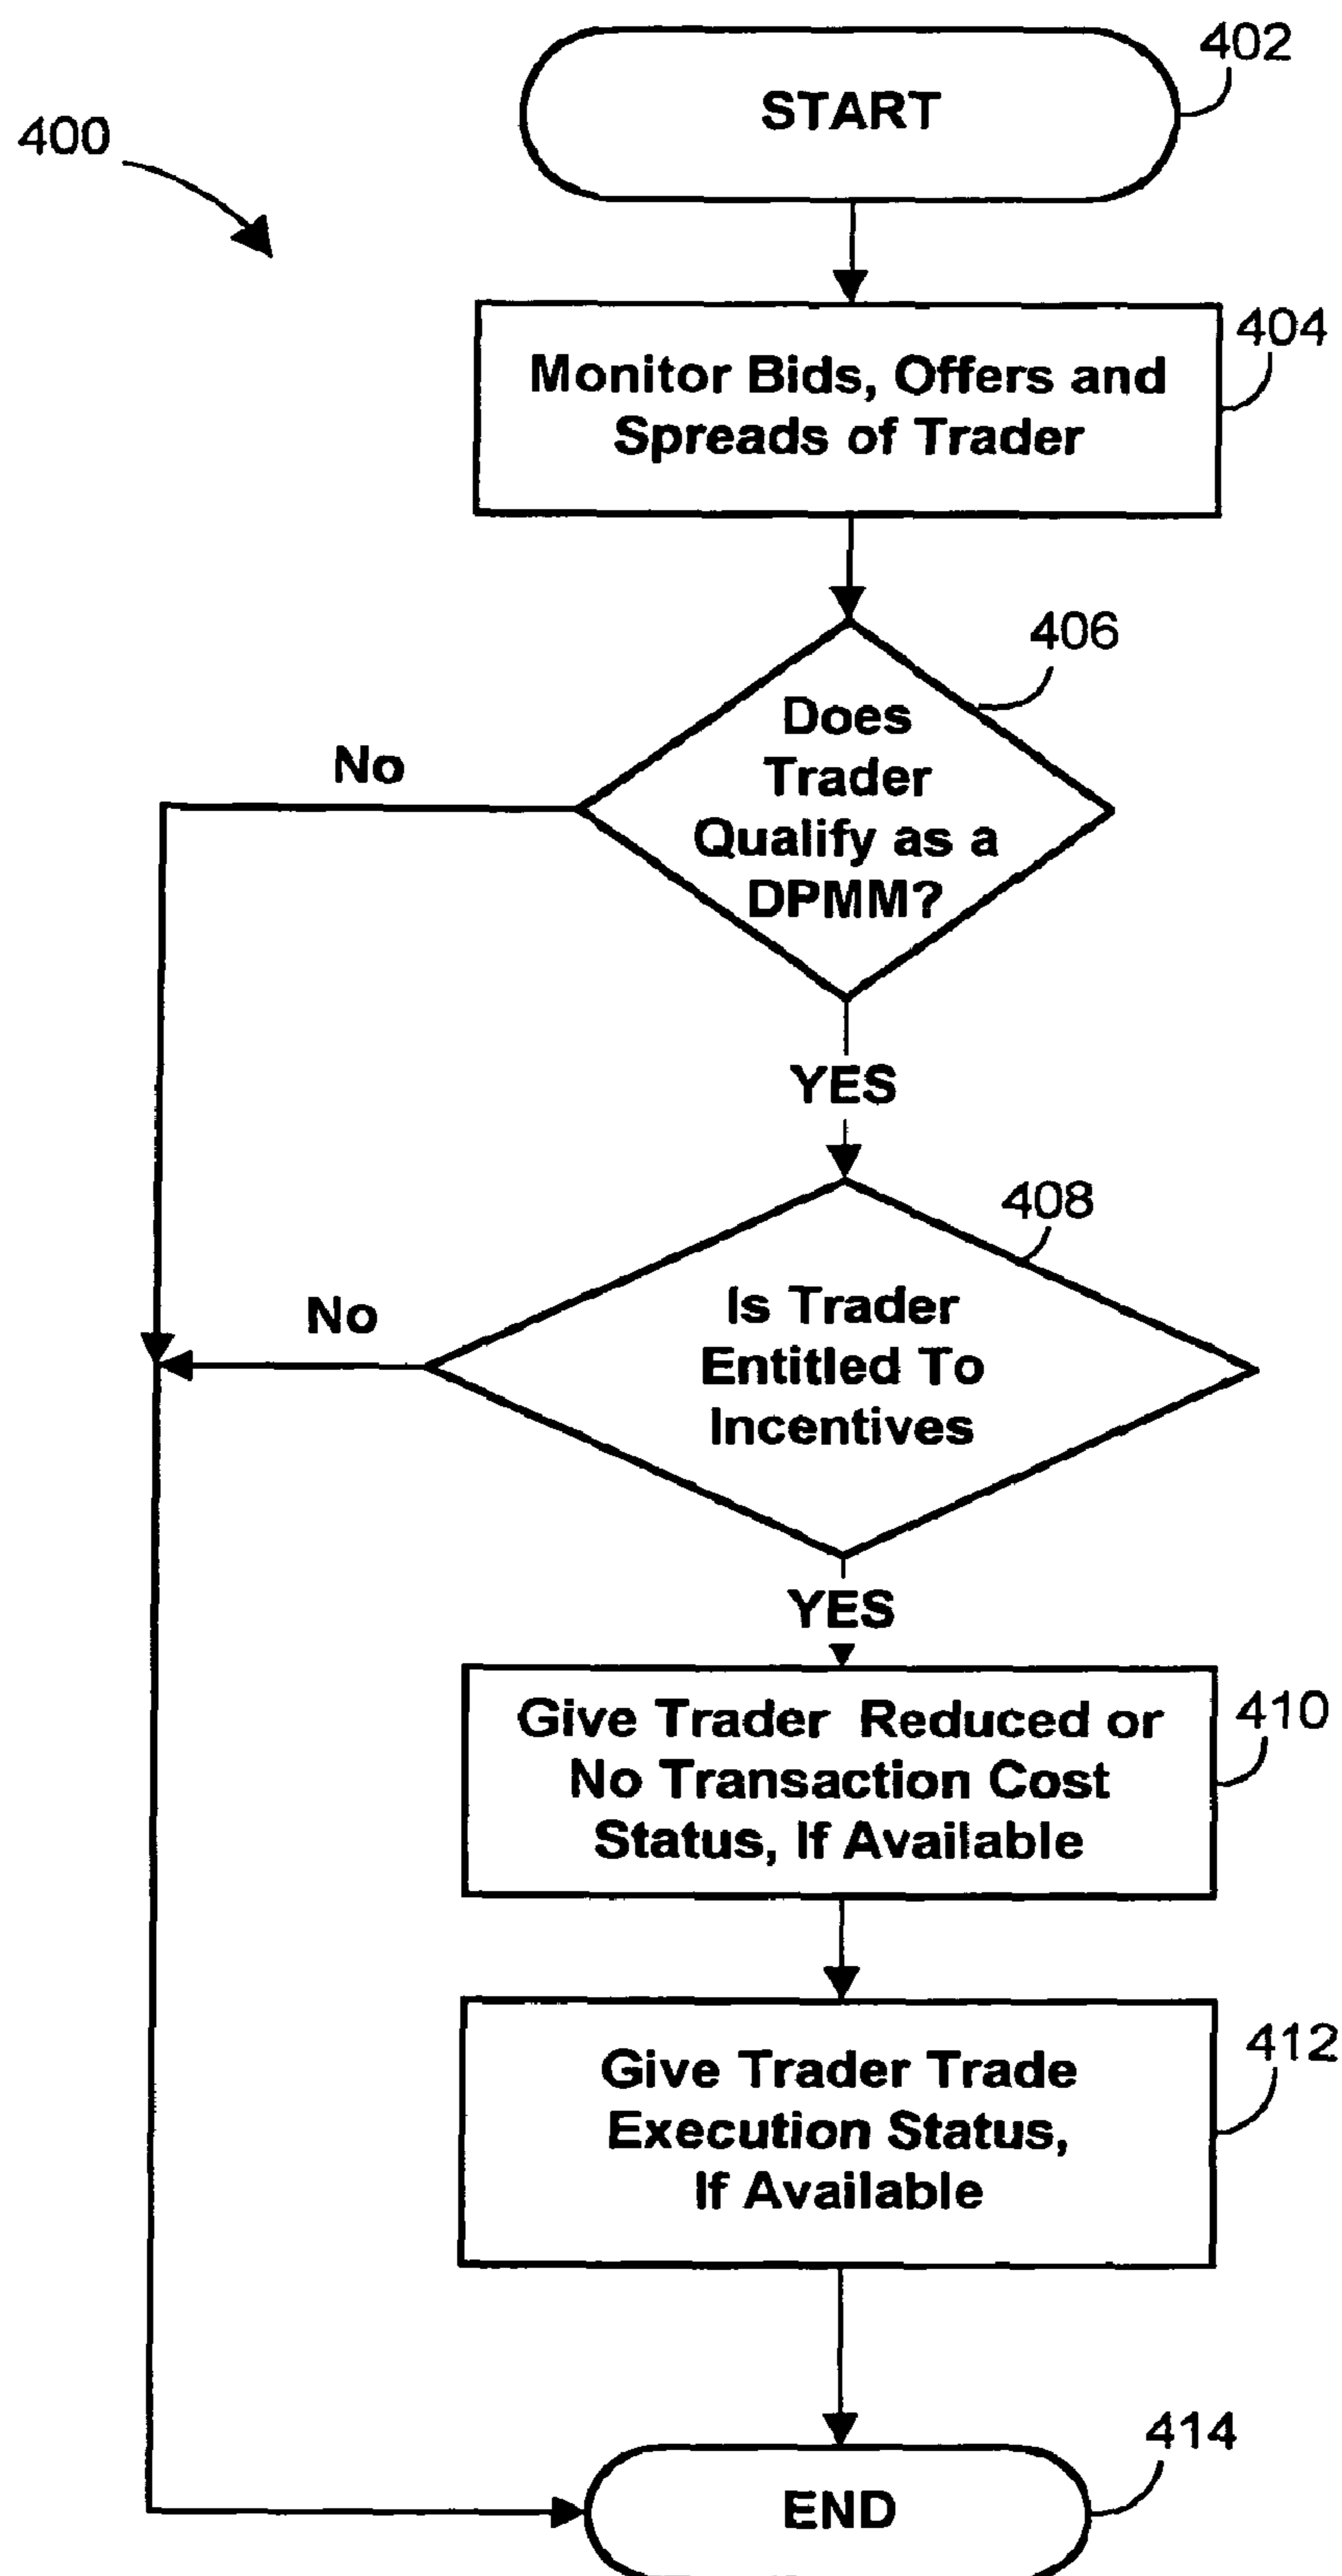 402
START
400
404
Monitor Bids, Offers and
Spreads of Trader
406
Does
Trader
Qualify as a
DPMM?
No
YES
408
Is Trader
Entitled To
Incentives
No
YES
410
Give Trader Reduced or
No Transaction Cost
Status, If Available
412
Give Trader Trade
Execution Status,
If Available
414
END